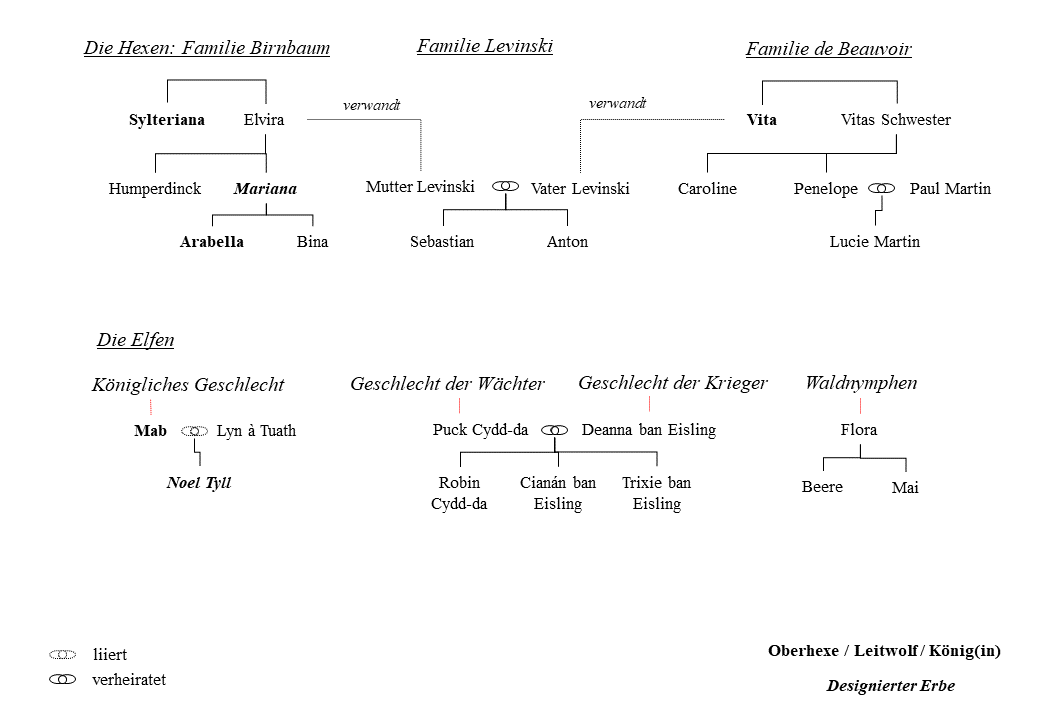 Die Hexen: Familie Birnbaum
Familie Levinski
Familie de Beauvoir
verwandt
verwandt
Sylteriana
Elvira
Vita
Vitas Schwester
Humperdinck
Mariana
Mutter Levinski
Vater Levinski
Caroline
Penelope
Paul Martin
Arabella
Bina
Sebastian
Anton
Lucie Martin
Die Elfen
Königliches Geschlecht
Geschlecht der Wächter
Geschlecht der Krieger
Waldnymphen
Mab
Lyn à Tuath
Puck Cydd-da
Deanna ban Eisling
Flora
Noel Tyll
Robin
Cydd-da
Cianán ban
Eisling
Trixie ban
Eisling
Beere
Mai
liiert
verheiratet
Oberhexe / Leitwolf / König(in)
Designierter Erbe